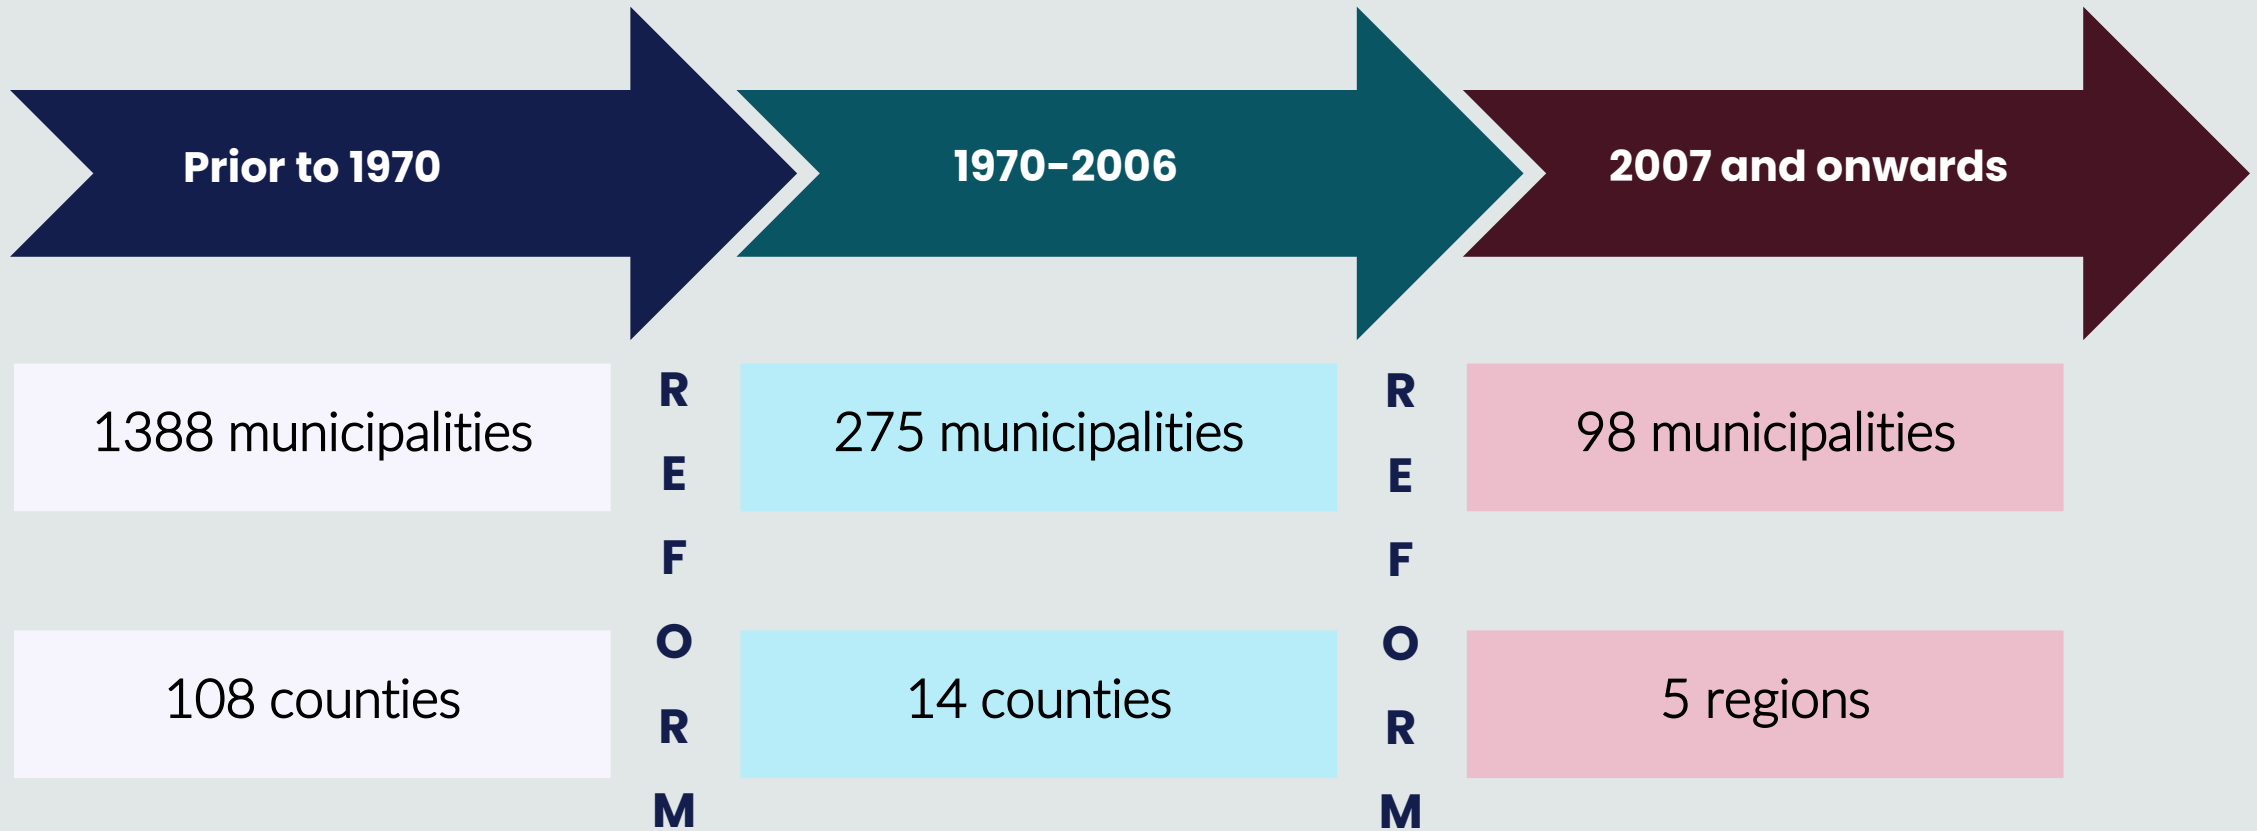 Prior to 1970
1970-2006
2007 and onwards
1388 municipalities
275 municipalities
98 municipalities
108 counties
14 counties
5 regions
R
E
F
O
R
M
R
E
F
O
R
M